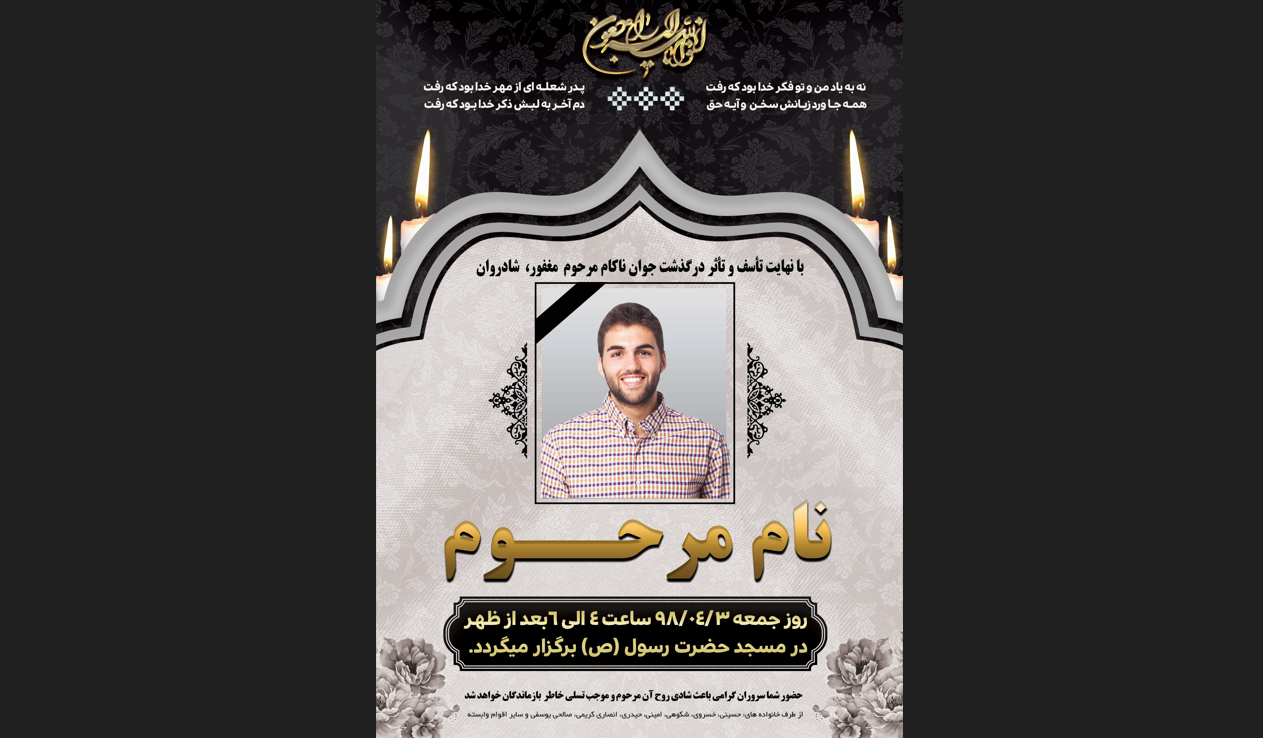 انا لله و انا الیه راجعون
نه به یاد من و تو فکر خدا بود که رفت
پدر شعله ای از مهر خدا بود که رفت
همه جا ورد زبانش سخن و آیه حق
دم آخر به لبش ذکر خدا بود که رفت
با نهایت تأسف و تأثر درگذشت جوان ناکام مرحوم مغفور، شادروان
نام مرحوم
روز جمعه ۹۸/۰٤/۳ ساعت ٤ الی ٦بعد از ظهر
در مسجد حضرت رسول (ص) برگزار میگردد.
حضور شما سروران گرامی باعث شادی روح آن مرحوم و موجب تسلی خاطر بازماندگان خواهد شد
از طرف خانواده های: حسینی، خسروی، شکوهی، امینی، حیدری، انصاری کریمی، صالحی یوسفی و سایر اقوام وابسته